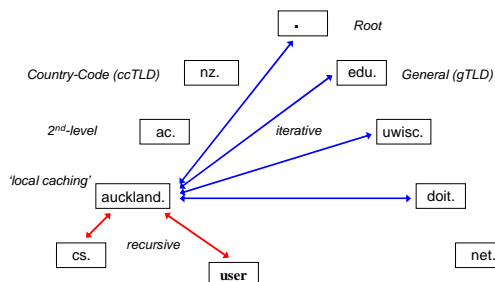 . Root
Country-Code (ccTLD) nz. edu. General (gTLD)
2nd-level ac. iterative uwisc.
'local caching' auckland. doit.
cs. recursive user net.